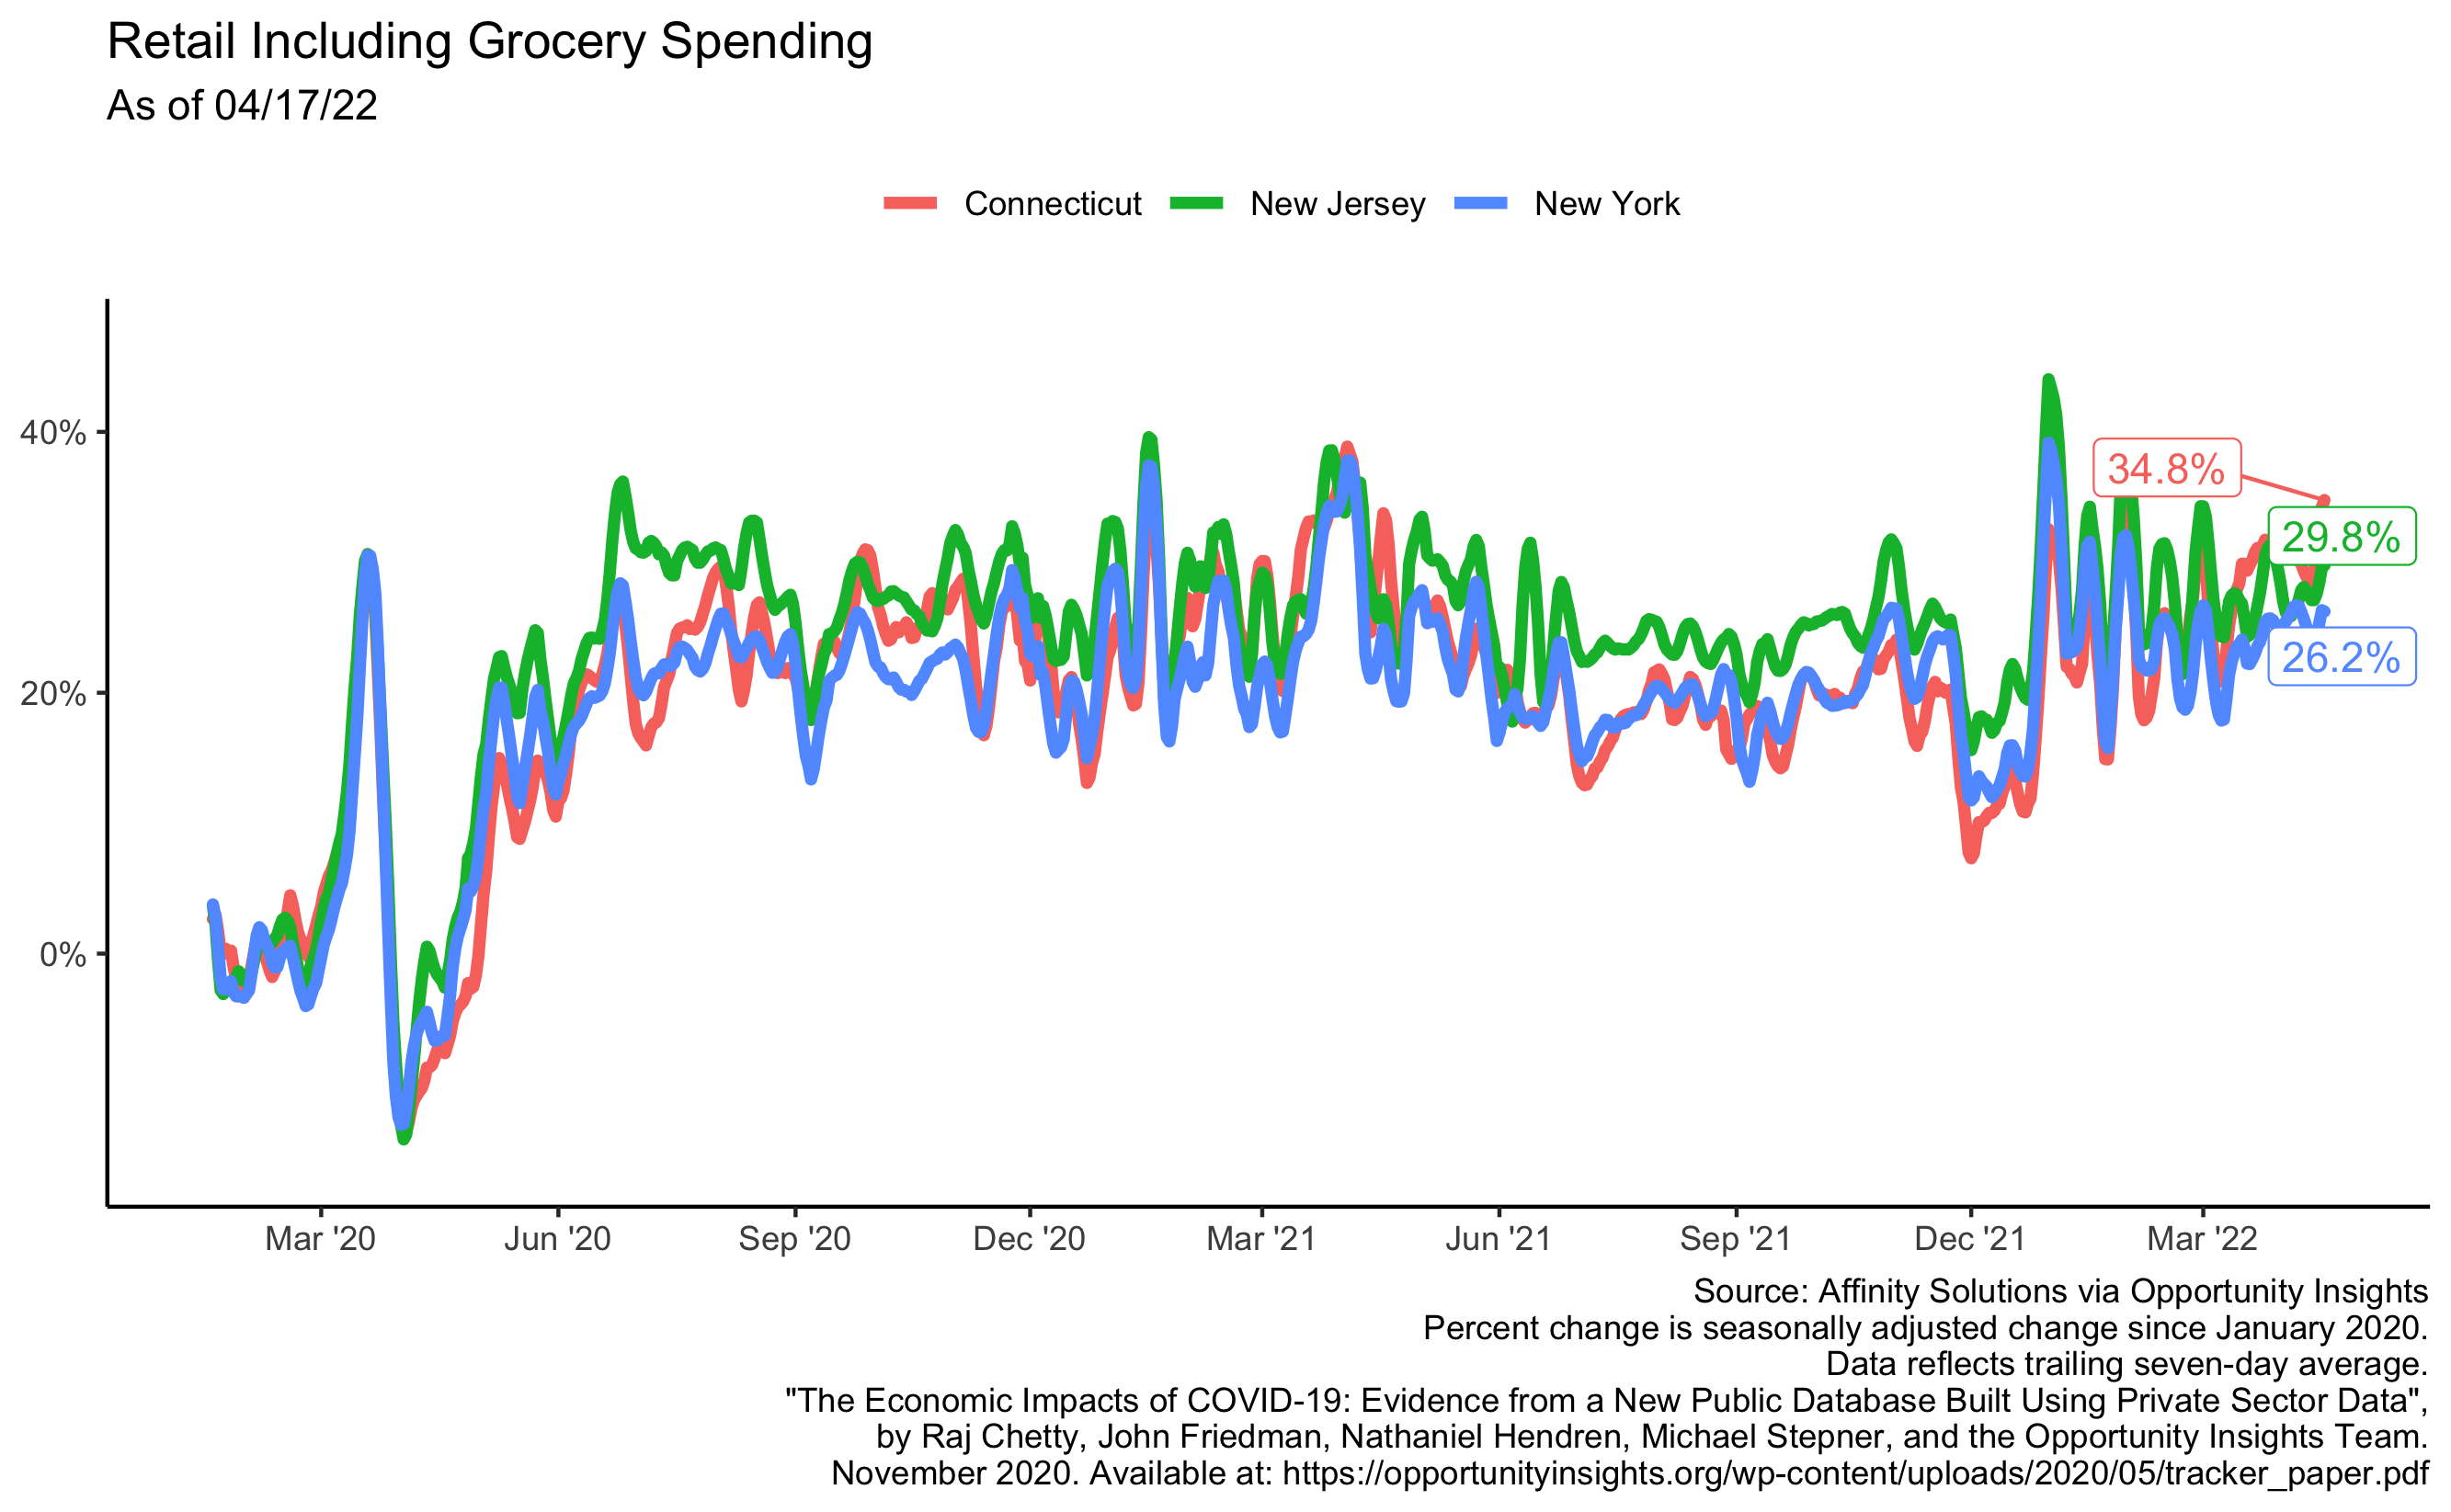 Retail Including Grocery Spending
As of 04/17/22
Connecticut New Jersey New York
40%
20%
0%
34.8%
29.8%
26.2%
Mar '20 Jun '20 Sep '20 Dec '20 Mar '21 Jun '21 Sep '21 Dec '21 Mar '22
Source: Affinity Solutions via Opportunity Insights
Percent change is seasonally adjusted change since January 2020.
Data reflects trailing seven-day average.
"The Economic Impacts of COVID-19: Evidence from a New Public Database Built Using Private Sector Data",
by Raj Chetty, John Friedman, Nathaniel Hendren, Michael Stepner, and the Opportunity Insights Team.
November 2020. Available at: https://opportunityinsights.org/wp-content/uploads/2020/05/tracker_paper.pdf